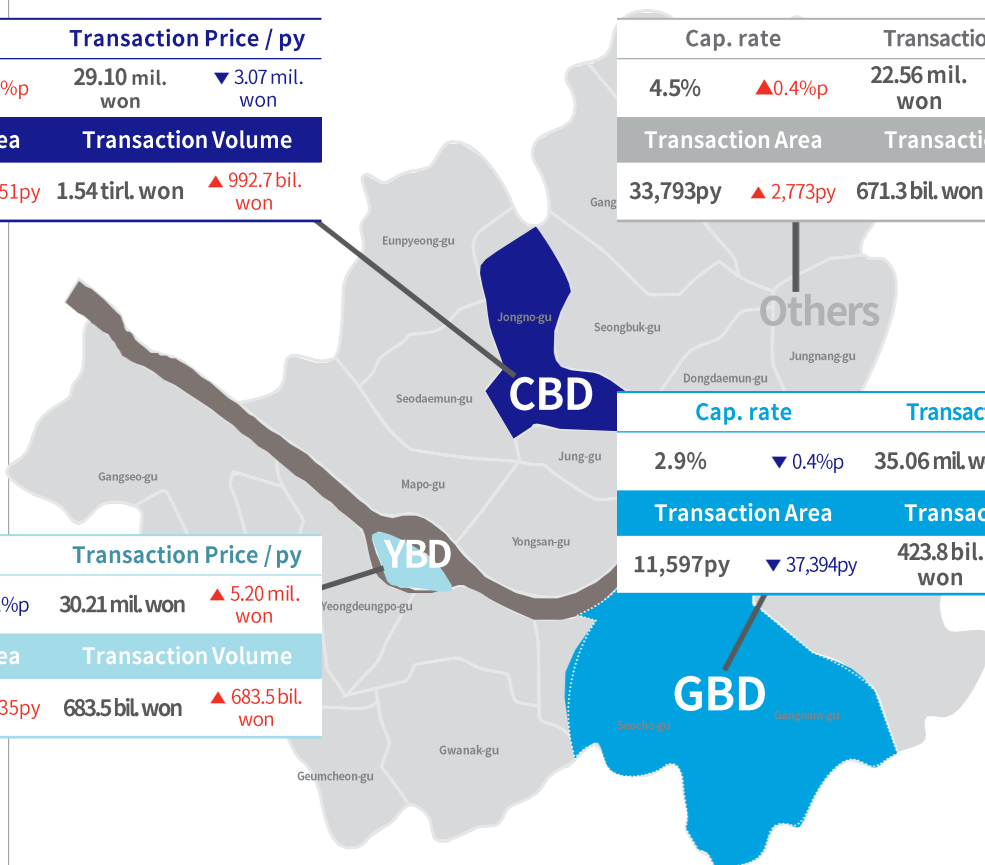 Transaction Price / py
%p 29.10 mil. won ▼ 3.07 mil. won
ea Transaction Volume
51py 1.54 tirl. won ▲ 992.7 bil. won
Cap. rate Transactio
4.5% ▲0.4%p 22.56 mil. won
Transaction Area Transacti
33,793py ▲ 2,773py 671.3 bil. won
Gang
Eunpyeong-gu
Jongno-gu
Seongbuk-gu
Others
Jungnang-gu
Dongdaemun-gu
CBD
Seodaemun-gu
Jung-gu
Mapo-gu
Gangseo-gu
Yongsan-gu
YBD
Cap. rate Transact
2.9% ▼ 0.4%p 35.06 mil. w
Transaction Area Transac
11,597py ▼ 37,394py 423.8 bil. won
Transaction Price / py
%p 30.21 mil. won ▲ 5.20 mil. won
ea Transaction Volume
35py 683.5 bil. won ▲ 683.5 bil. won
Yeongdeungpo-gu
GBD
Seocho-gu
Gangnam-gu
Gwanak-gu
Geumcheon-gu